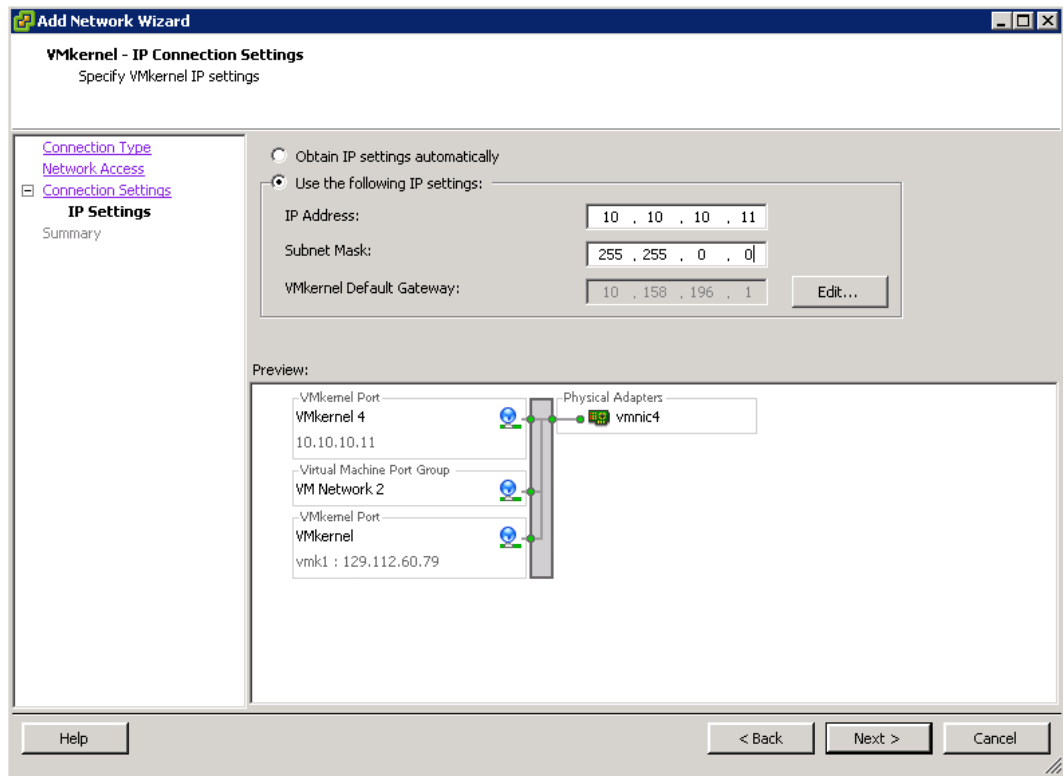 Add Network Wizard
VMkernel - IP Connection Settings
Specify VMkernel IP settings
Connection Type
Network Access
Connection Settings
IP Settings
Summary
Obtain IP settings automatically
Use the following IP settings:
IP Address: 10 . 10 . 10 . 11
Subnet Mask: 255 . 255 . 0 . 0
VMkernel Default Gateway: 10 . 158 . 196 . 1 Edit...
Preview:
VMkernel Port
VMkernel 4
10.10.10.11
Virtual Machine Port Group
VM Network 2
VMkernel Port
VMkernel
vmk1 : 129.112.60.79
Physical Adapters
vmnic4
Help < Back Next > Cancel